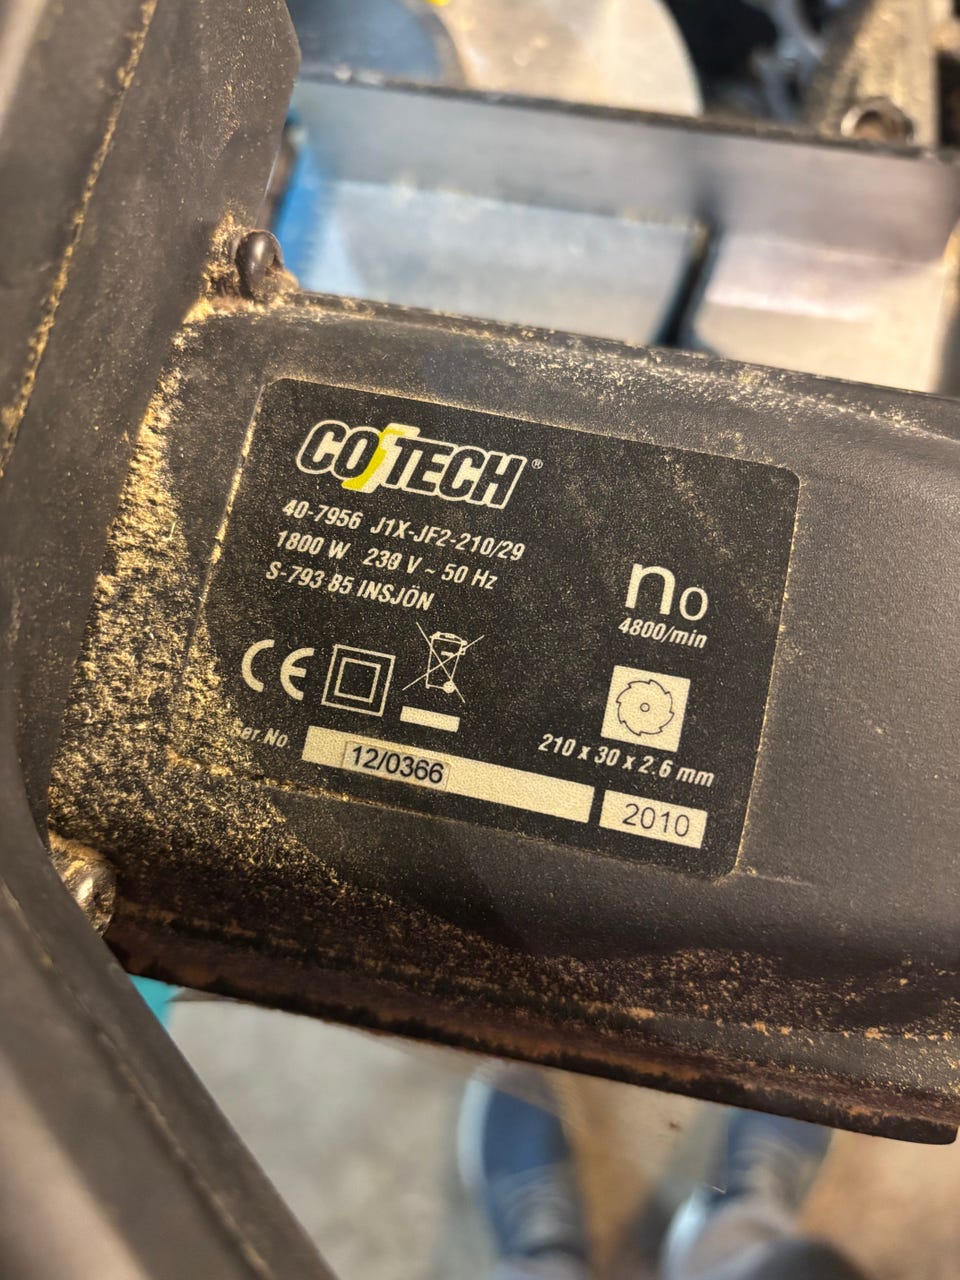 COTECH®
40-7956 J1X-JF2-210/29
1800 W 230 V ~ 50 Hz
S-793 85 INSJÖN
n0
4800/min
CE
210 x 30 x 2.6 mm
Ser No 12/0366 2010